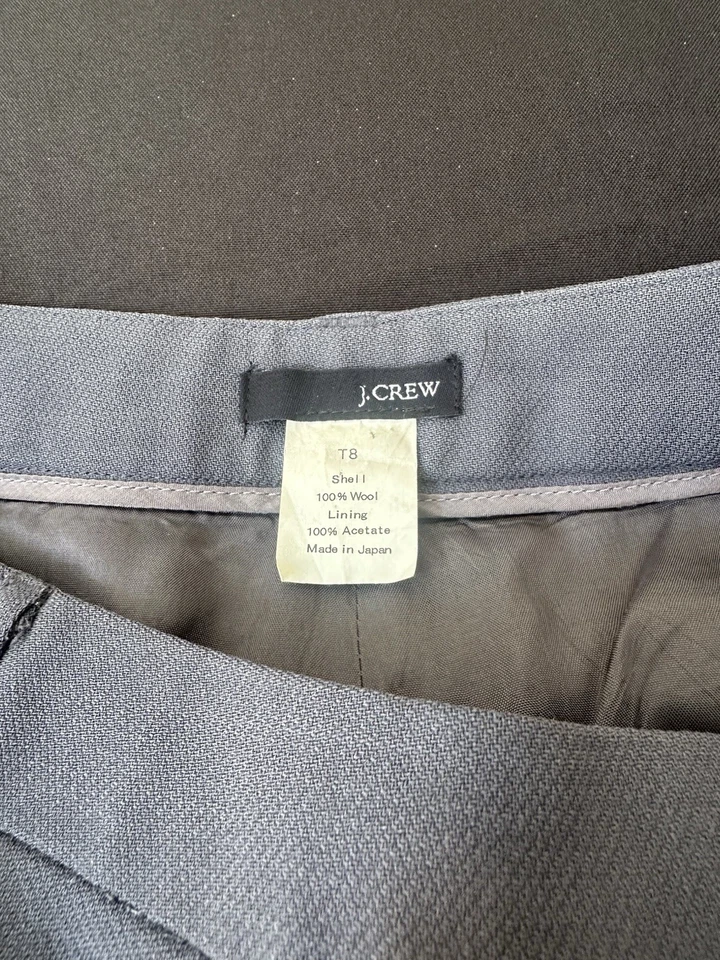 J.CREW
T8
Shell
100% Wool
Lining
100% Acetate
Made in Japan